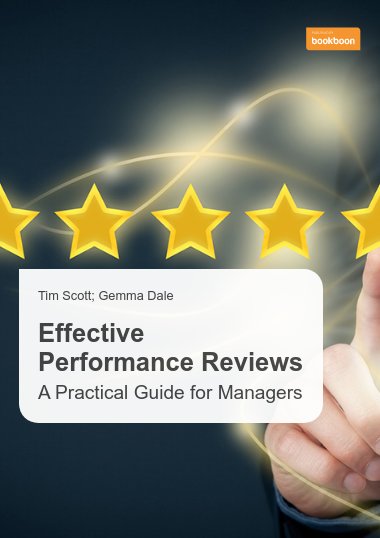 bookboon
Tim Scott; Gemma Dale
Effective
Performance Reviews
A Practical Guide for Managers